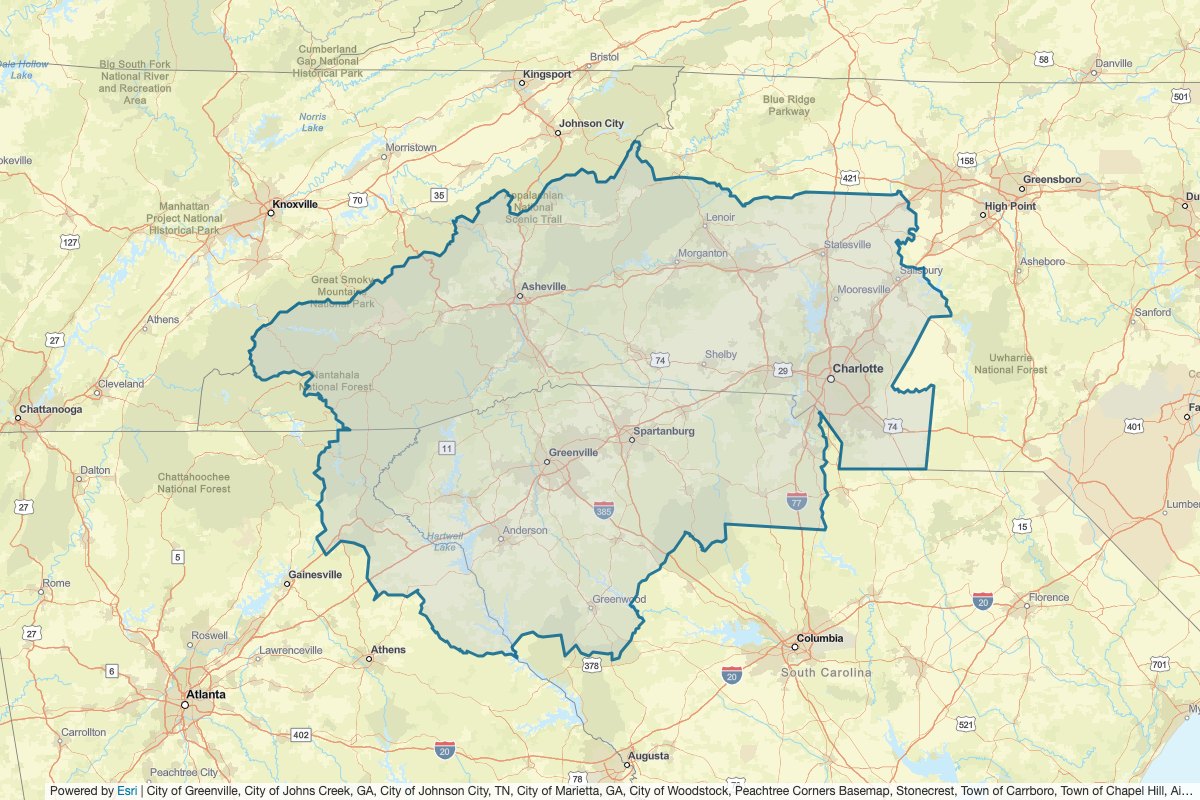 Cumberland
Gap National
Historical Park
Bristol
58
Danville
Dale Hollow
Lake
Big South Fork
National River
and Recreation
Area
Kingsport
501
Blue Ridge
Parkway
Norris
Lake
Johnson City
Morristown
158
okeville
421
Greensboro
35
70
Appalachian
National
Scenic Trail
Knoxville
Manhattan
Project National
Historical Park
High Point
Du
127
Lenoir
Statesville
Morganton
Asheboro
Salisbury
Great Smoky
Mountain
National Park
Asheville
Mooresville
Athens
Sanford
27
74
Shelby
29
Charlotte
Uwharrie
National Forest
Nantahala
National Forest
Cleveland
Chattanooga
Fa
74
401
Spartanburg
11
Greenville
Dalton
Chattahoochee
National Forest
27
385
77
Lumber
15
Hartwell
Lake
Anderson
5
Gainesville
Rome
Greenwood
20
Florence
27
Roswell
Columbia
Lawrenceville
Athens
378
701
6
20
South Carolina
Atlanta
My
521
Carrollton
402
20
Augusta
Peachtree City
78
Powered by Esri | City of Greenville, City of Johns Creek, GA, City of Johnson City, TN, City of Marietta, GA, City of Woodstock, Peachtree Corners Basemap, Stonecrest, Town of Carrboro, Town of Chapel Hill, Ai...